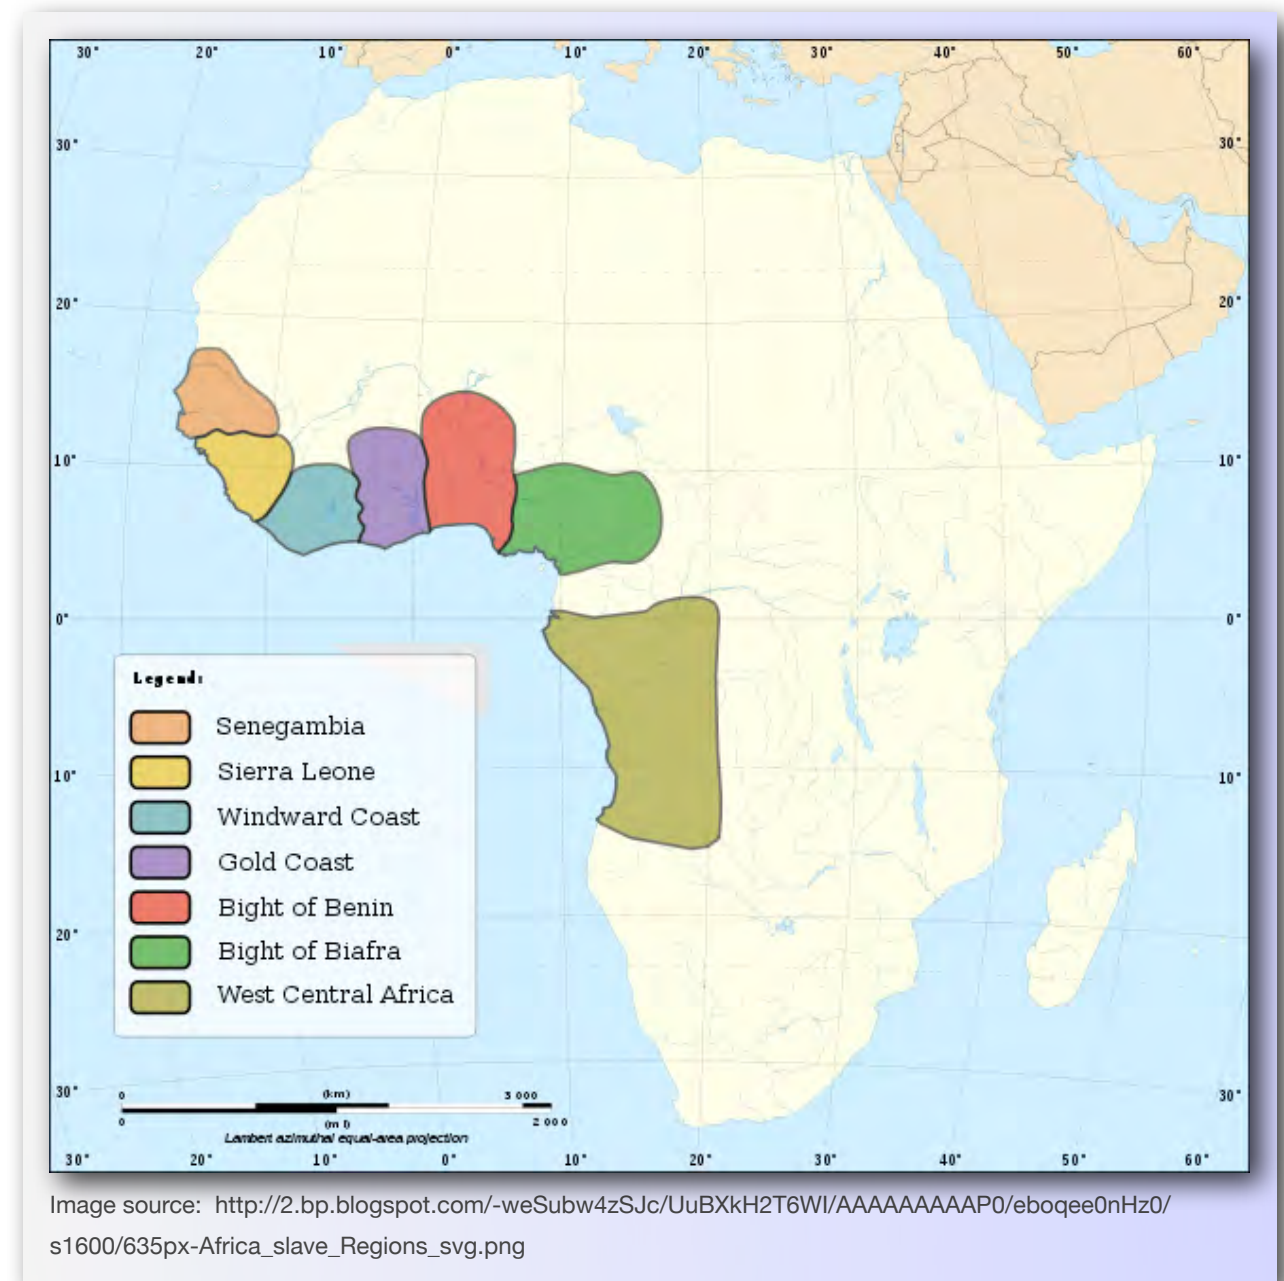 30° 20° 10° 0° 10° 20° 30° 40° 50° 60°
30° 30°
20° 20°
10° 10°
0° 0°
Legend:
Senegambia
Sierra Leone
Windward Coast
Gold Coast
Bight of Benin
Bight of Biafra
West Central Africa
10° 10°
20°
30° 30°
0 (km) 3 000
0 (mi) 2 000
Lambert azimuthal equal-area projection
30° 20° 10° 0° 10° 20° 30° 40° 50° 60°
Image source: http://2.bp.blogspot.com/-weSubw4zSJc/UuBXkH2T6WI/AAAAAAAAAP0/eboqee0nHz0/
s1600/635px-Africa_slave_Regions_svg.png